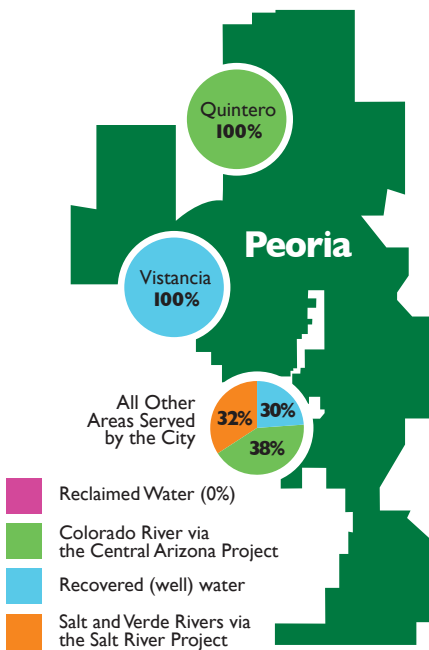 Quintero
100%
Peoria
Vistancia
100%
All Other
Areas Served
by the City
32%
30%
38%
Reclaimed Water (0%)
Colorado River via
the Central Arizona Project
Recovered (well) water
Salt and Verde Rivers via
the Salt River Project